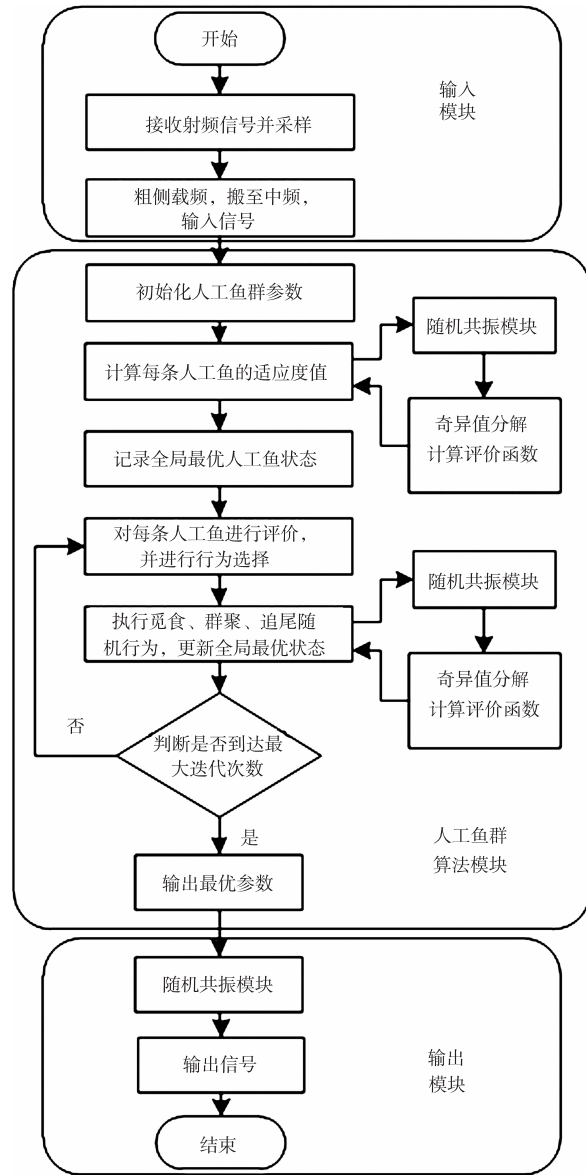 开始
输入
模块
接收射频信号并采样
粗侧载频，搬至中频，
输入信号
初始化人工鱼群参数
随机共振模块
计算每条人工鱼的适应度值
奇异值分解
计算评价函数
记录全局最优人工鱼状态
对每条人工鱼进行评价，
并进行行为选择
随机共振模块
执行觅食、群聚、追尾随
机行为，更新全局最优状态
奇异值分解
计算评价函数
否
判断是否到达最
大迭代次数
是
人工鱼群
算法模块
输出最优参数
随机共振模块
输出信号
输出
模块
结束